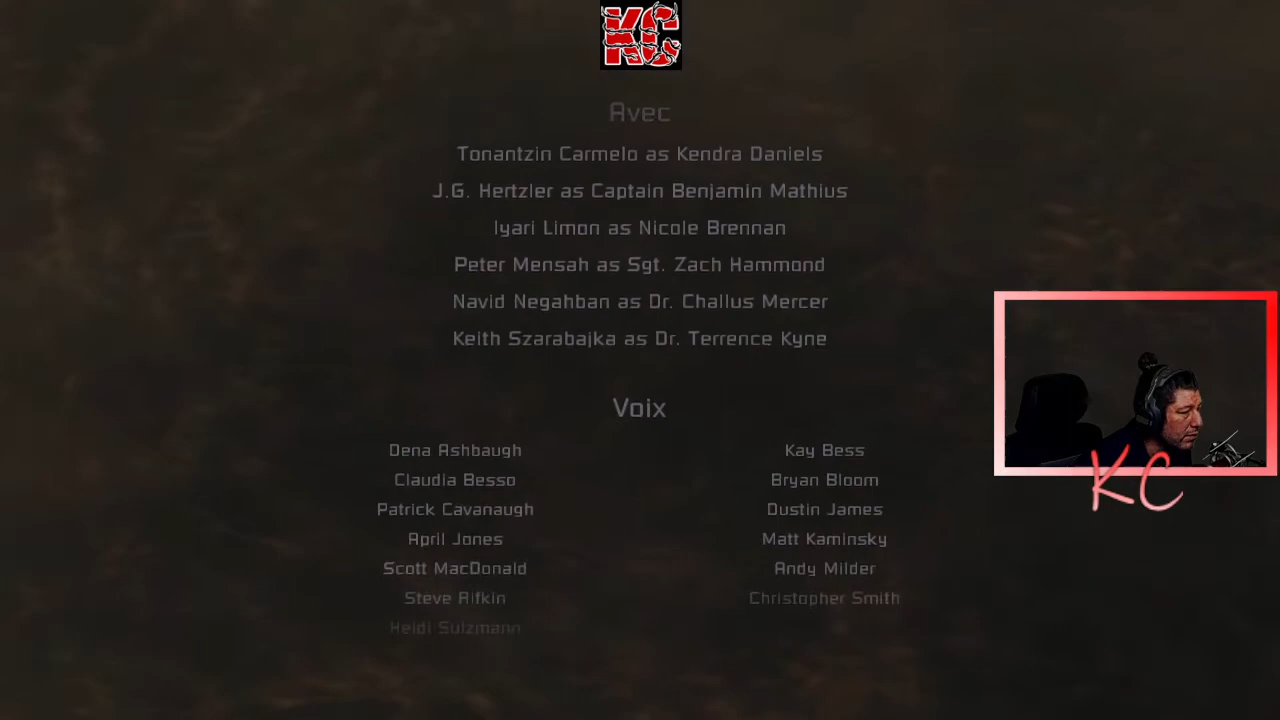 KC
Avec
Tonantzin Carmelo as Kendra Daniels
J.G. Hertzler as Captain Benjamin Mathius
Iyari Limon as Nicole Brennan
Peter Mensah as Sgt. Zach Hammond
Navid Negahban as Dr. Challus Mercer
Keith Szarabajka as Dr. Terrence Kyne
Voix
Dena Ashbaugh Kay Bess
Claudia Besso Bryan Bloom
Patrick Cavanaugh Dustin James
April Jones Matt Kaminsky
Scott MacDonald Andy Milder
Steve Rifkin Christopher Smith
Heidi Sulzmann
KC